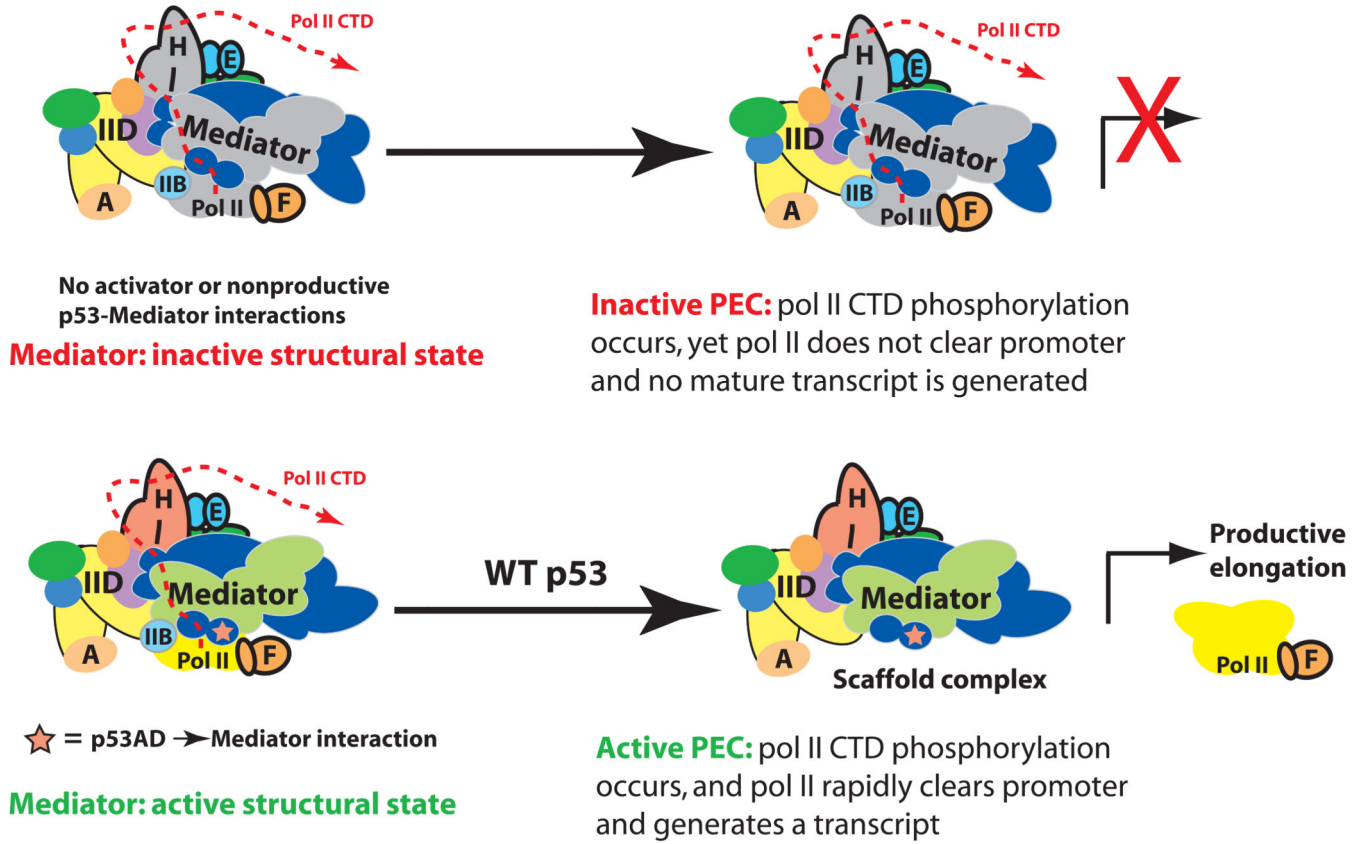 Pol II CTD
H
I
E
IID
Mediator
IIB
A
Pol II
F
Pol II CTD
H
I
E
IID
Mediator
IIB
A
Pol II
F
X
No activator or nonproductive
p53-Mediator interactions
Mediator: inactive structural state
Inactive PEC: pol II CTD phosphorylation
occurs, yet pol II does not clear promoter
and no mature transcript is generated
Pol II CTD
H
I
E
IID
Mediator
IIB
A
Pol II
F
WT p53
H
I
E
IID
Mediator
A
Scaffold complex
Productive
elongation
Pol II
F
= p53AD → Mediator interaction
Mediator: active structural state
Active PEC: pol II CTD phosphorylation
occurs, and pol II rapidly clears promoter
and generates a transcript